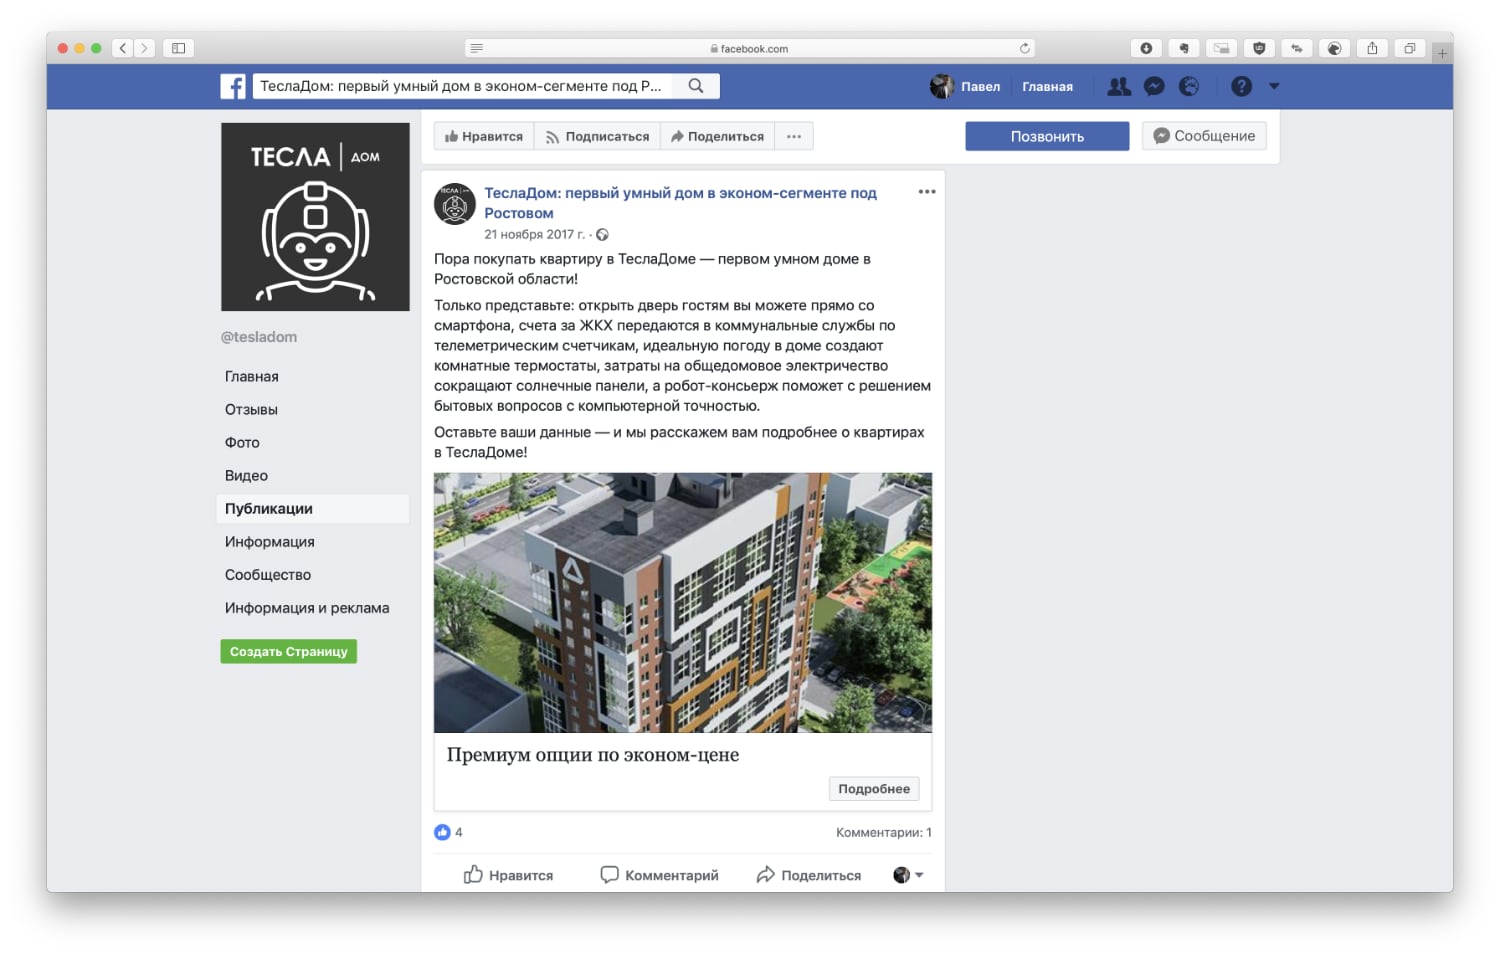 facebook.com
ТеслаДом: первый умный дом в эконом-сегменте под Р...
Павел
Главная
ТЕСЛА | ДОМ
@tesladom
Главная
Отзывы
Фото
Видео
Публикации
Информация
Сообщество
Информация и реклама
Создать Страницу
Нравится
Подписаться
Поделиться
Позвонить
Сообщение
ТеслаДом: первый умный дом в эконом-сегменте под
Ростовом
21 ноября 2017 г. ·
Пора покупать квартиру в ТеслаДоме — первом умном доме в
Ростовской области!
Только представьте: открыть дверь гостям вы можете прямо со
смартфона, счета за ЖКХ передаются в коммунальные службы по
телеметрическим счетчикам, идеальную погоду в доме создают
комнатные термостаты, затраты на общедомовое электричество
сокращают солнечные панели, а робот-консьерж поможет с решением
бытовых вопросов с компьютерной точностью.
Оставьте ваши данные — и мы расскажем вам подробнее о квартирах
в ТеслаДоме!
Премиум опции по эконом-цене
Подробнее
4
Комментарии: 1
Нравится
Комментарий
Поделиться